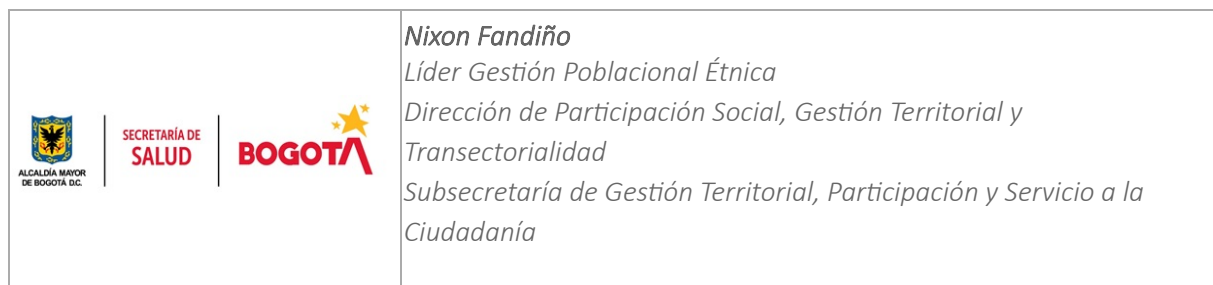 Nixon Fandiño
Líder Gestión Poblacional Étnica
Dirección de Participación Social, Gestión Territorial y
Transectorialidad
Subsecretaría de Gestión Territorial, Participación y Servicio a la
Ciudadanía
ALCALDÍA MAYOR
DE BOGOTÁ D.C.
SECRETARÍA DE
SALUD
BOGOTÁ